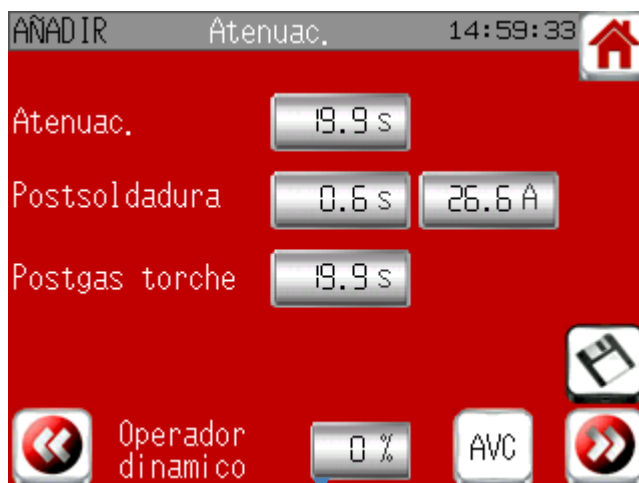 AÑADIR Atenuac. 14:59:33
Atenuac. 19.9 s
Postsoldadura 0.6 s 26.6 A
Postgas torche 19.9 s
Operador
dinamico 0 % AVC